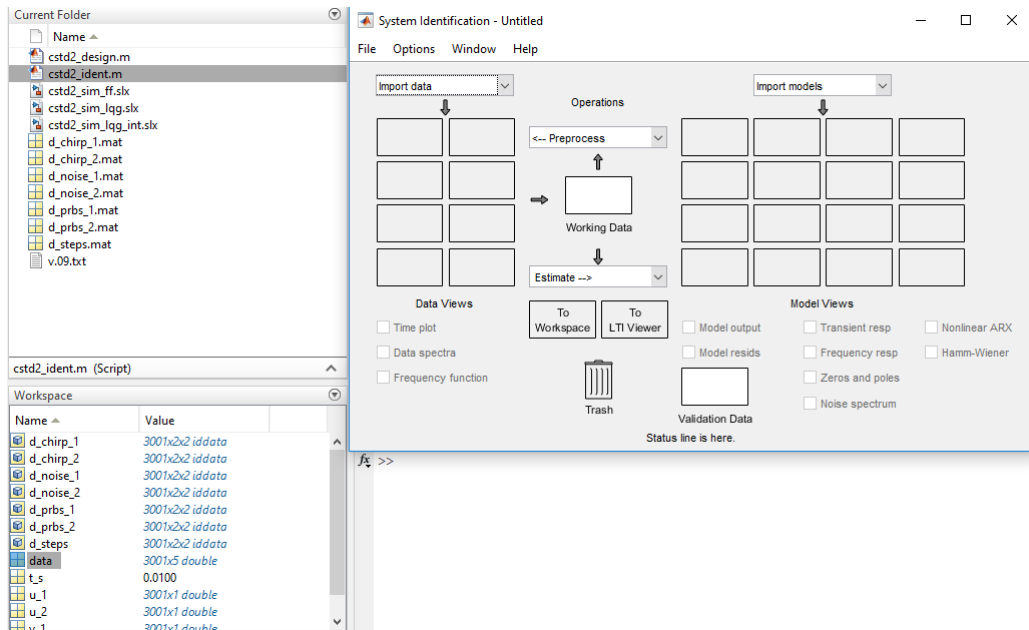 Current Folder
Name
cstd2_design.m
cstd2_ident.m
cstd2_sim_ff.slx
cstd2_sim_lqg.slx
cstd2_sim_lqg_int.slx
d_chirp_1.mat
d_chirp_2.mat
d_noise_1.mat
d_noise_2.mat
d_prbs_1.mat
d_prbs_2.mat
d_steps.mat
v.09.txt
cstd2_ident.m (Script)
Workspace
Name Value
d_chirp_1 3001x2x2 iddata
d_chirp_2 3001x2x2 iddata
d_noise_1 3001x2x2 iddata
d_noise_2 3001x2x2 iddata
d_prbs_1 3001x2x2 iddata
d_prbs_2 3001x2x2 iddata
d_steps 3001x2x2 iddata
data 3001x5 double
t_s 0.0100
u_1 3001x1 double
u_2 3001x1 double
y_1 3001x1 double
System Identification - Untitled
File Options Window Help
Import data
Operations
Import models
<-- Preprocess
Working Data
Estimate -->
Data Views
Time plot
Data spectra
Frequency function
To Workspace
To LTI Viewer
Trash
Model Views
Model output
Transient resp
Nonlinear ARX
Model resids
Frequency resp
Hamm-Wiener
Zeros and poles
Noise spectrum
Validation Data
Status line is here.
fx >>